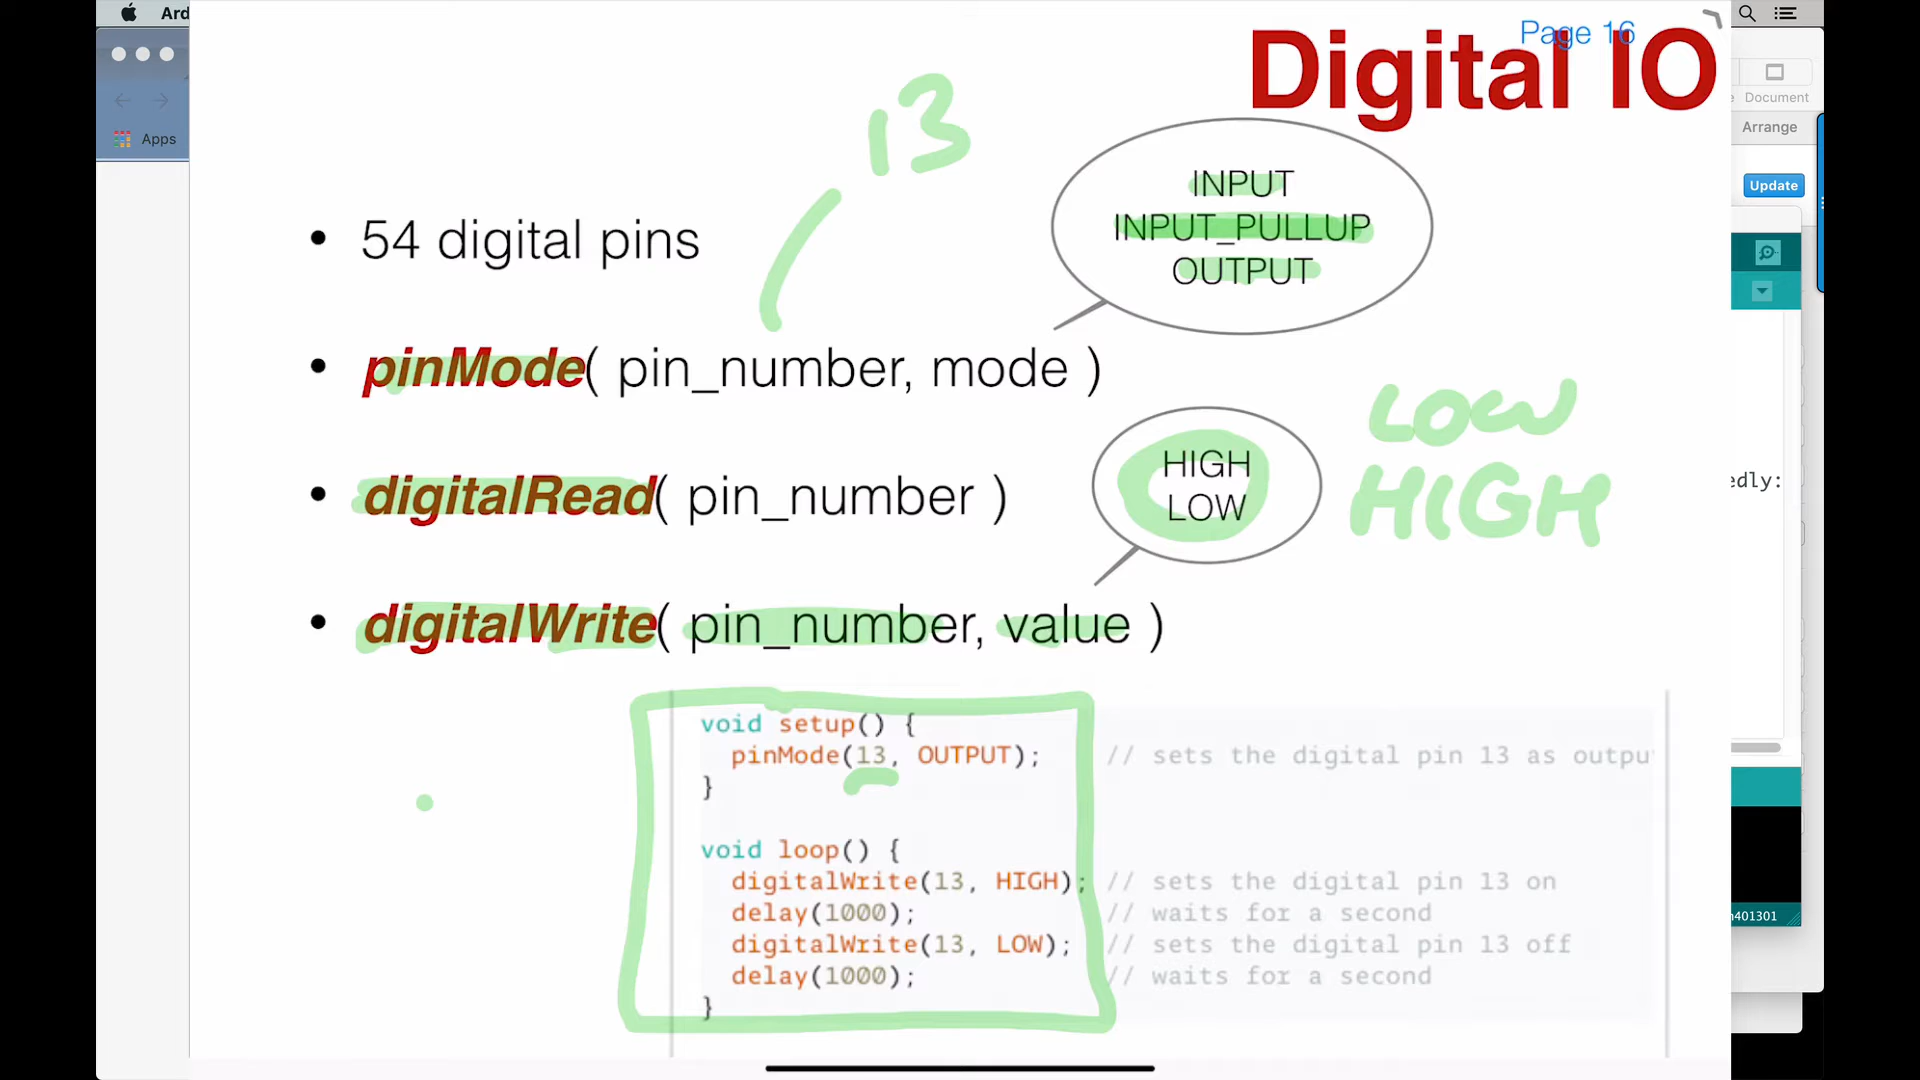 Ard
Page 16
Digital IO
Document
Arrange
Apps
Update
13
INPUT
INPUT_PULLUP
OUTPUT
• 54 digital pins
• pinMode( pin_number, mode )
LOW
HIGH
HIGH
LOW
edly:
• digitalRead( pin_number )
• digitalWrite( pin_number, value )
void setup() {
pinMode(13, OUTPUT); // sets the digital pin 13 as outpu
}
void loop() {
digitalWrite(13, HIGH); // sets the digital pin 13 on
delay(1000); // waits for a second
digitalWrite(13, LOW); // sets the digital pin 13 off
delay(1000); // waits for a second
}
m401301